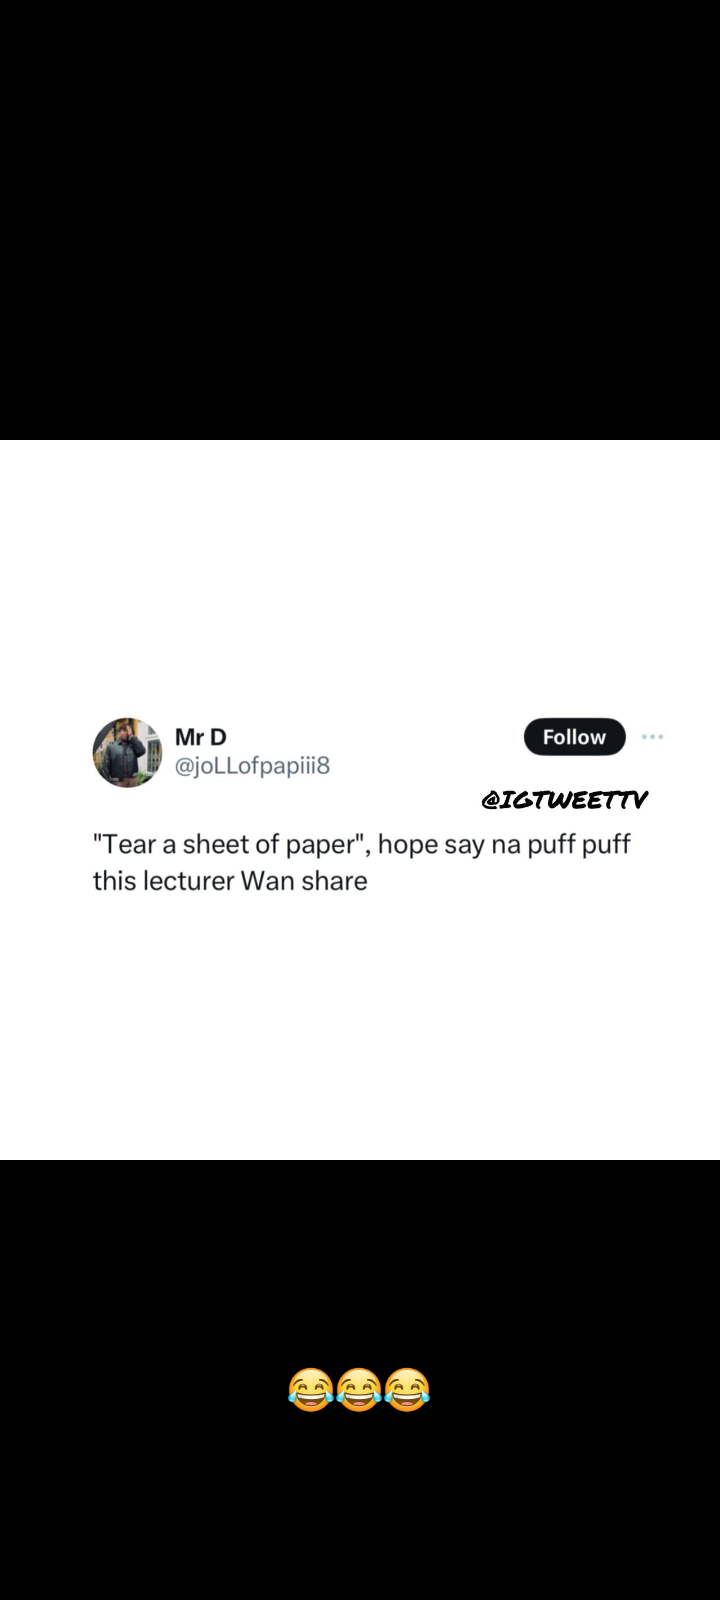 Mr D
Follow
@joLLofpapiii8
@IGTWEETTV
"Tear a sheet of paper", hope say na puff puff
this lecturer Wan share
😂😂😂